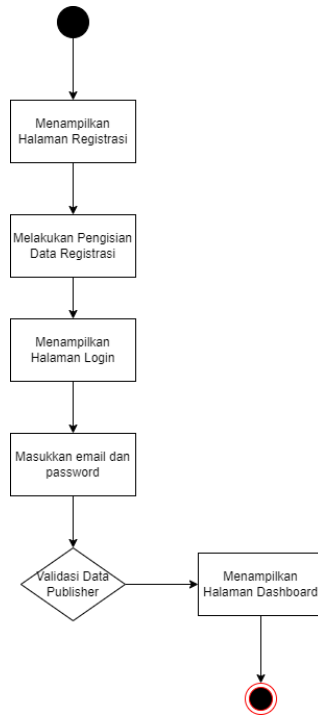 Menampilkan
Halaman Registrasi
Melakukan Pengisian
Data Registrasi
Menampilkan
Halaman Login
Masukkan email dan
password
Validasi Data
Publisher
Menampilkan
Halaman Dashboard